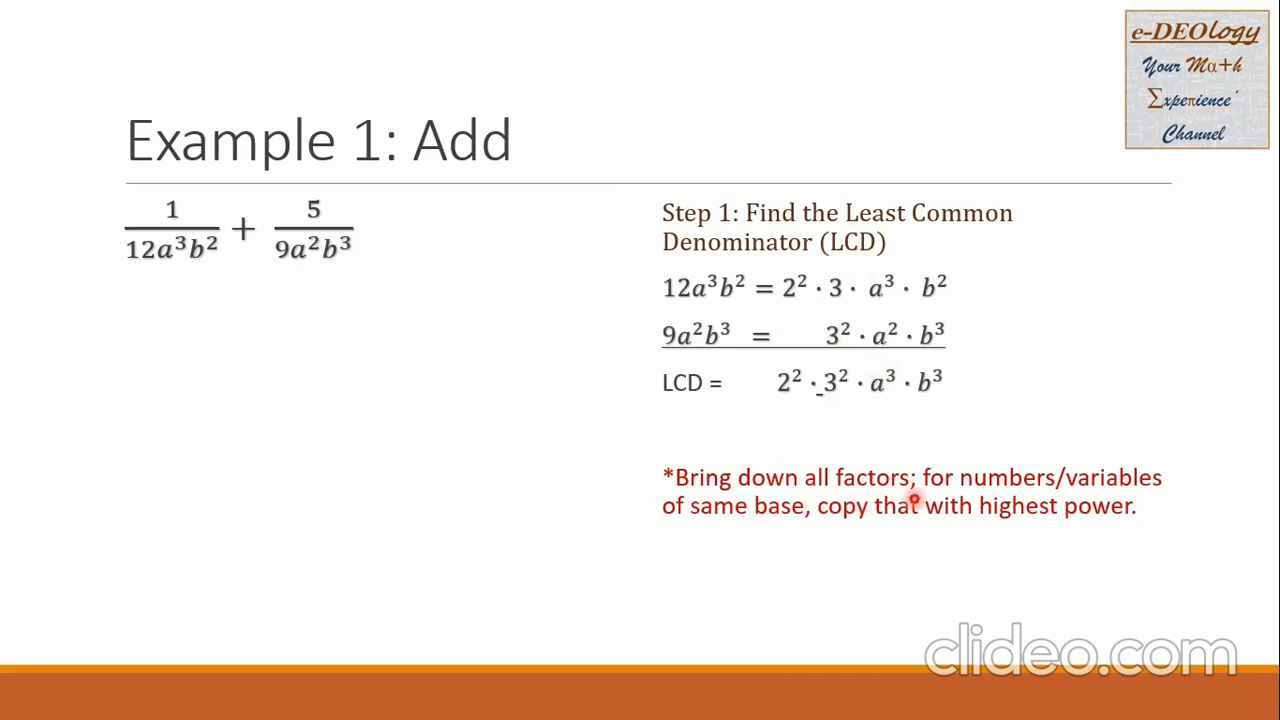 e-DEOlogy
Your Mα+h
Σxpeπience'
Channel
Example 1: Add
1/(12a³b²) + 5/(9a²b³)
Step 1: Find the Least Common
Denominator (LCD)
12a³b² = 2² · 3 · a³ · b²
9a²b³ = 3² · a² · b³
LCD = 2² · 3² · a³ · b³
*Bring down all factors; for numbers/variables
of same base, copy that with highest power.
clideo.com